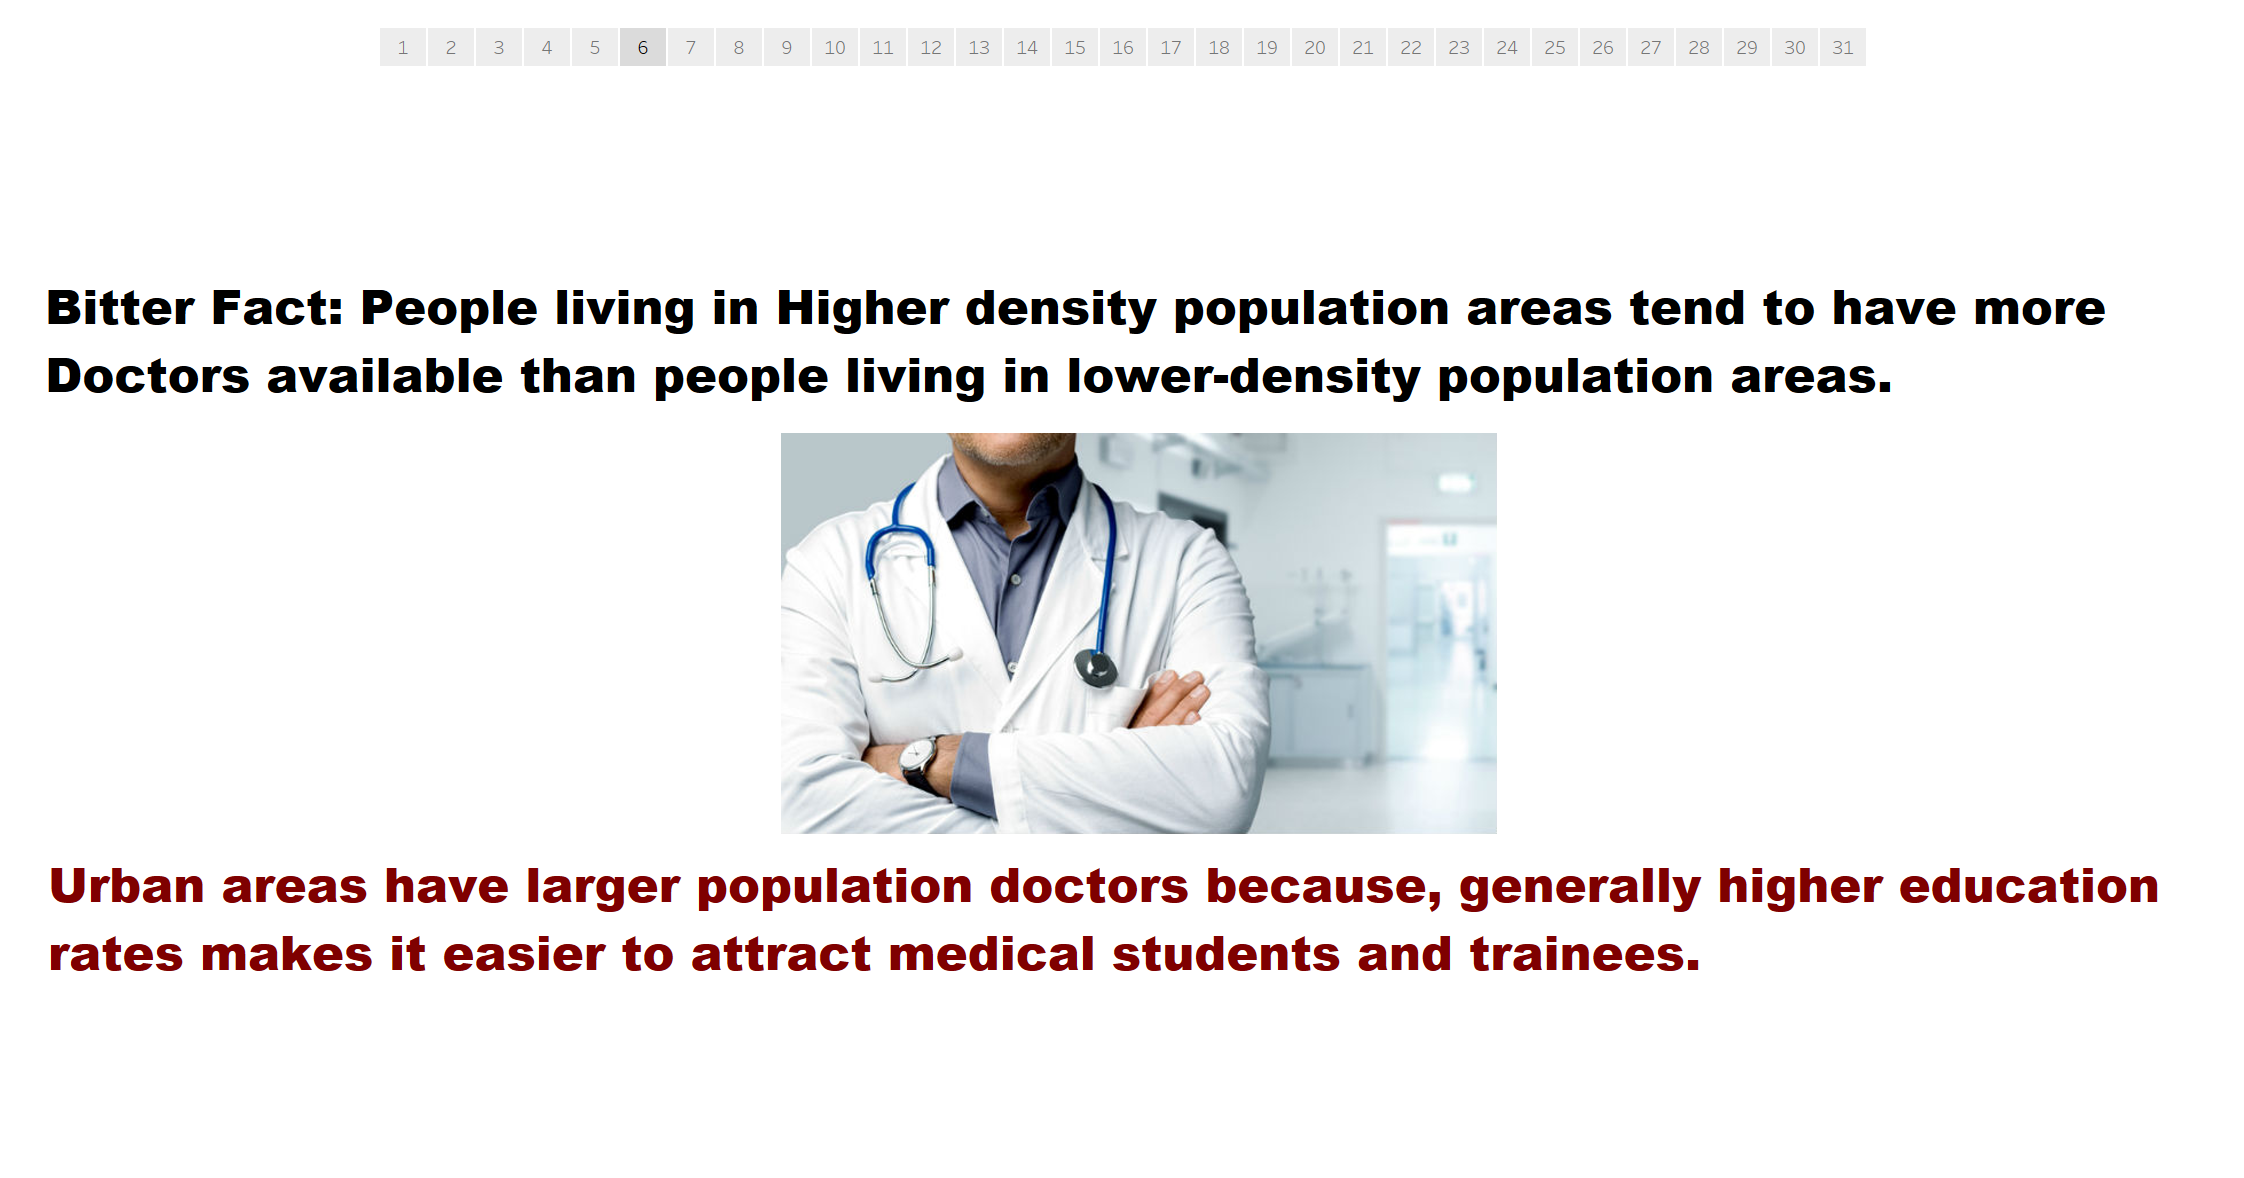 1 2 3 4 5 6 7 8 9 10 11 12 13 14 15 16 17 18 19 20 21 22 23 24 25 26 27 28 29 30 31
Bitter Fact: People living in Higher density population areas tend to have more
Doctors available than people living in lower-density population areas.
Urban areas have larger population doctors because, generally higher education
rates makes it easier to attract medical students and trainees.